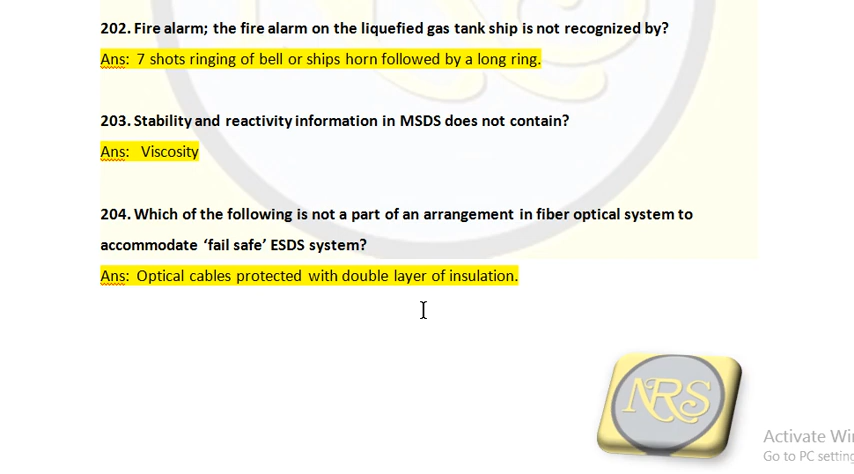 202. Fire alarm; the fire alarm on the liquefied gas tank ship is not recognized by?
Ans: 7 shots ringing of bell or ships horn followed by a long ring.
203. Stability and reactivity information in MSDS does not contain?
Ans: Viscosity
204. Which of the following is not a part of an arrangement in fiber optical system to
accommodate ‘fail safe’ ESDS system?
Ans: Optical cables protected with double layer of insulation.
NRS
Activate Wi
Go to PC setting